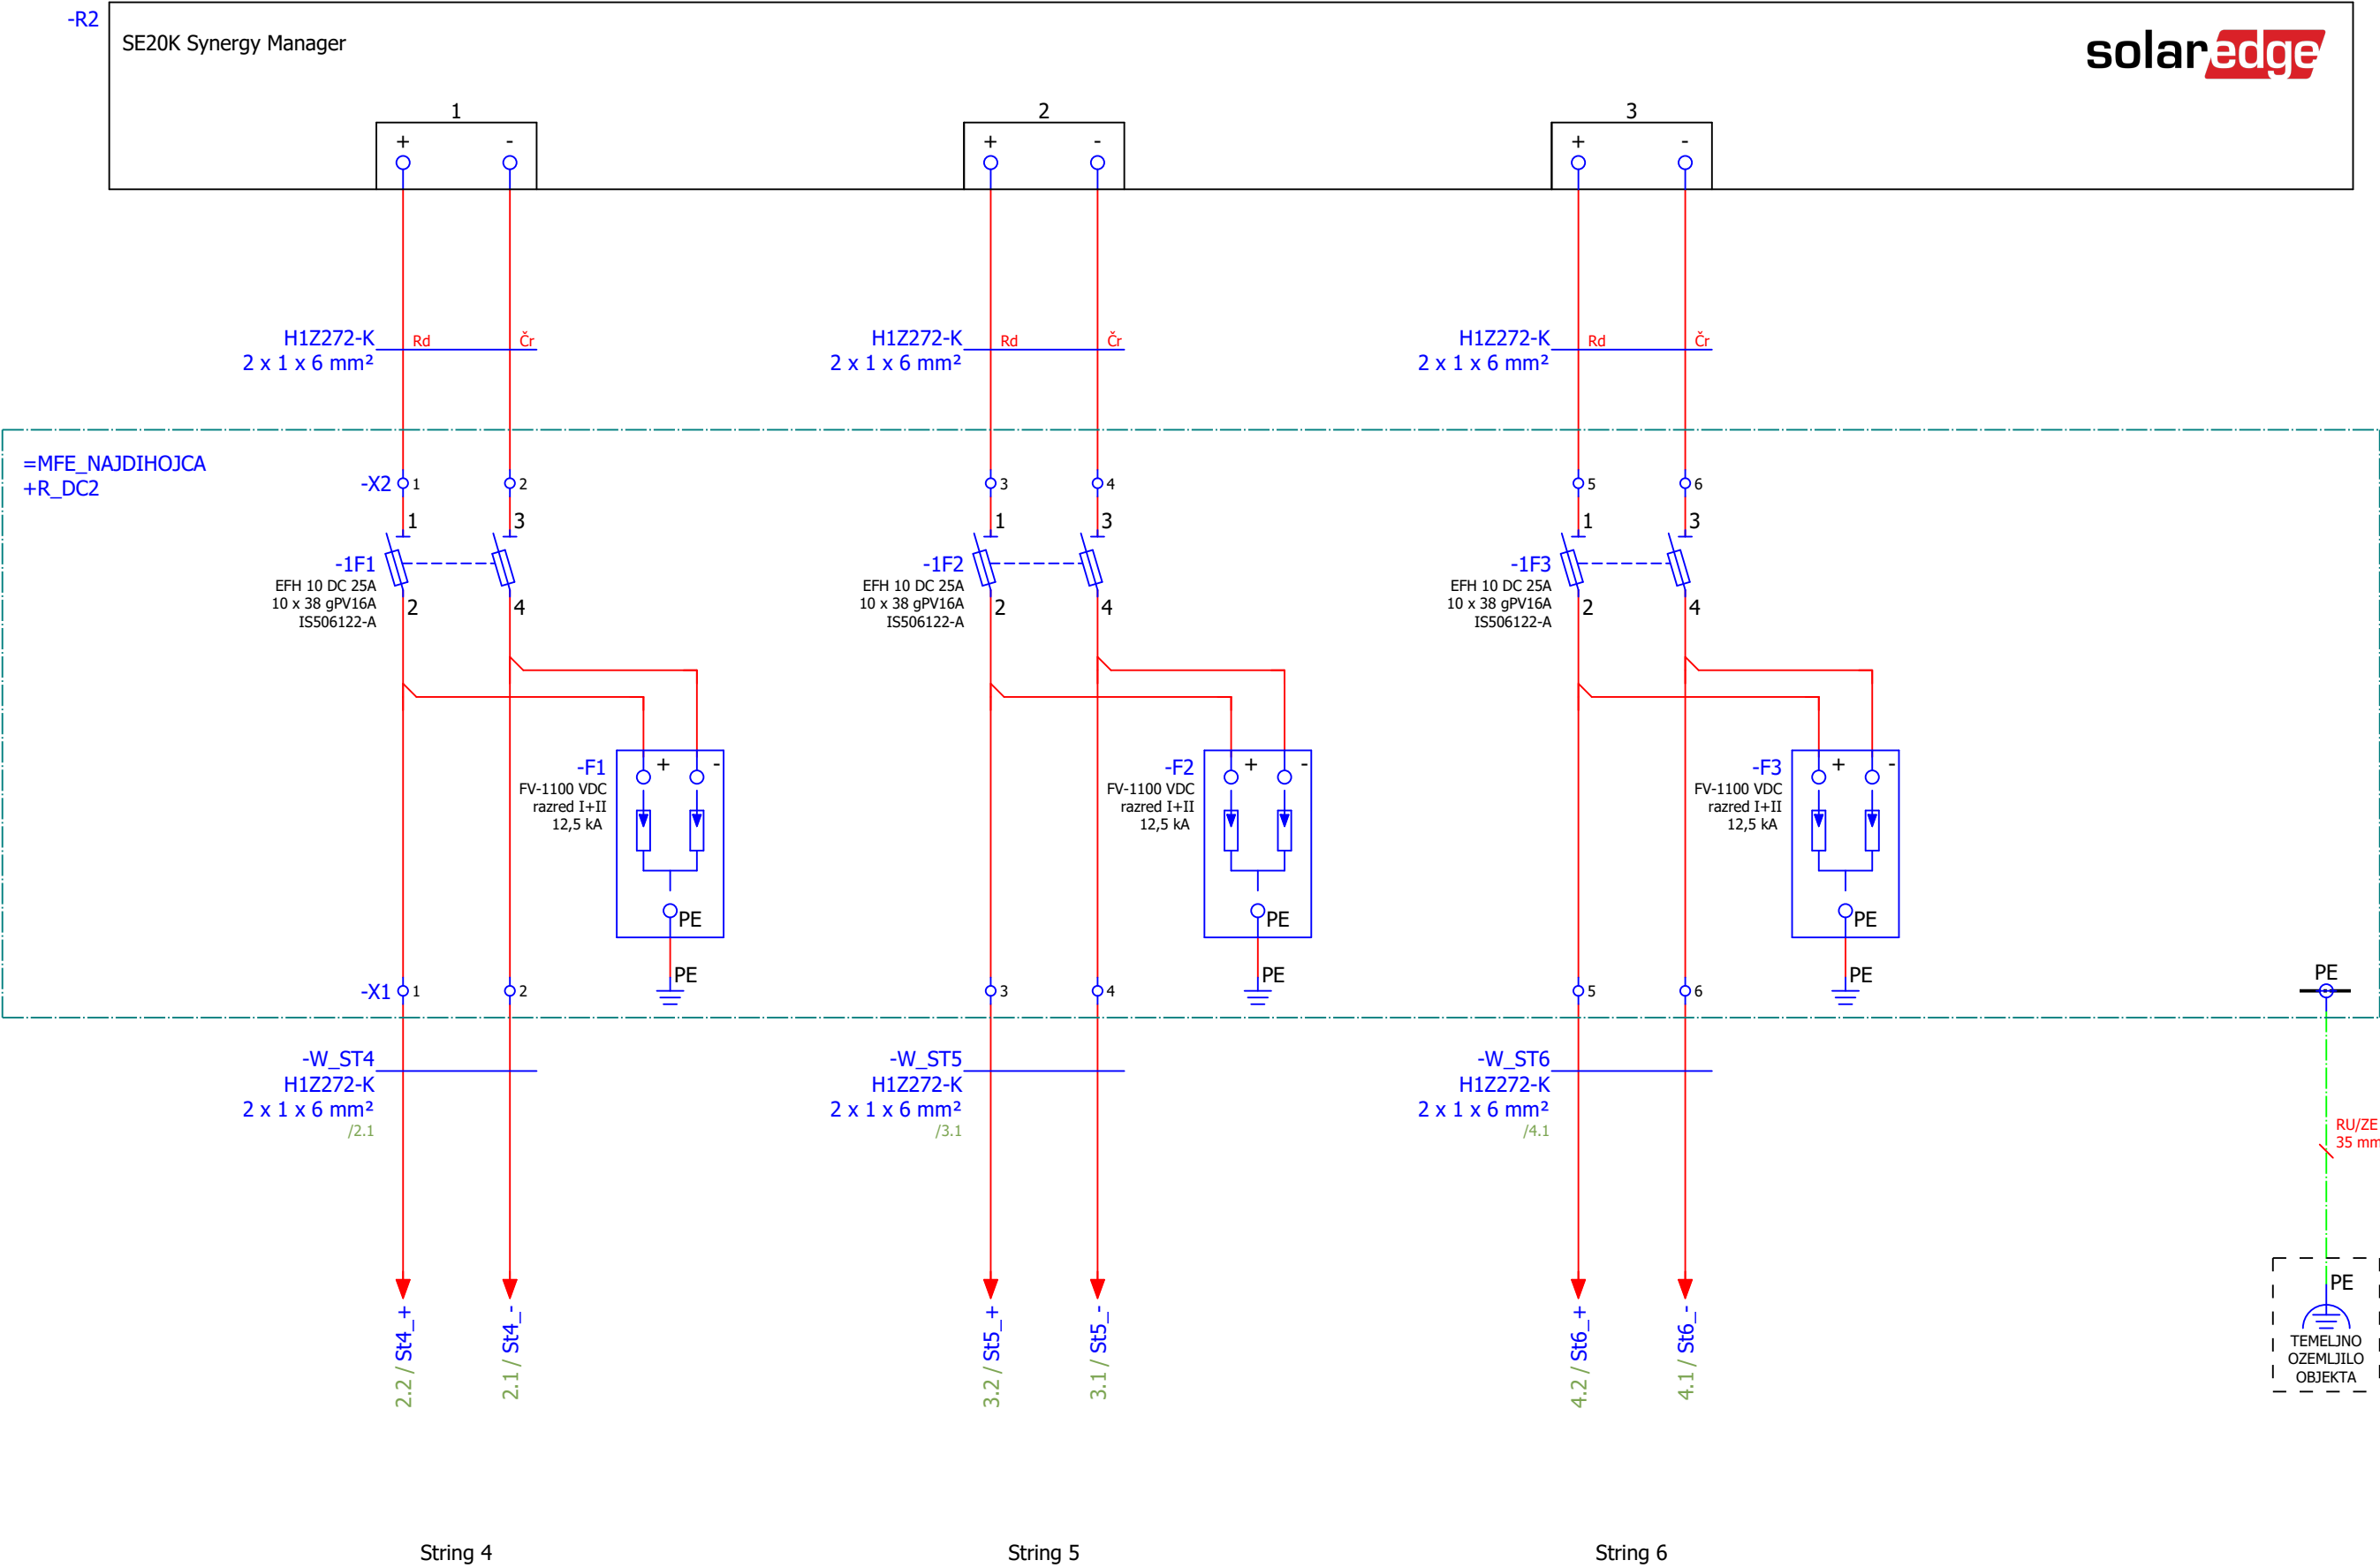 -R2
SE20K Synergy Manager
solaredge
1
2
3
+ -
+ -
+ -
H1Z272-K
2 x 1 x 6 mm²
Rd
Čr
H1Z272-K
2 x 1 x 6 mm²
Rd
Čr
H1Z272-K
2 x 1 x 6 mm²
Rd
Čr
=MFE_NAJDIHOJCA
+R_DC2
-X2 1 2 3 4 5 6
1 3 1 3 1 3
-1F1
EFH 10 DC 25A
10 x 38 gPV16A
IS506122-A
-1F2
EFH 10 DC 25A
10 x 38 gPV16A
IS506122-A
-1F3
EFH 10 DC 25A
10 x 38 gPV16A
IS506122-A
2 4 2 4 2 4
-F1
FV-1100 VDC
razred I+II
12,5 kA
+ -
PE
PE
-F2
FV-1100 VDC
razred I+II
12,5 kA
+ -
PE
PE
-F3
FV-1100 VDC
razred I+II
12,5 kA
+ -
PE
PE
PE
-X1 1 2 3 4 5 6
-W_ST4
H1Z272-K
2 x 1 x 6 mm²
/2.1
-W_ST5
H1Z272-K
2 x 1 x 6 mm²
/3.1
-W_ST6
H1Z272-K
2 x 1 x 6 mm²
/4.1
RU/ZE
35 mm
2.2 / St4_+
2.1 / St4_-
3.2 / St5_+
3.1 / St5_-
4.2 / St6_+
4.1 / St6_-
PE
TEMELJNO
OZEMLJILO
OBJEKTA
String 4
String 5
String 6